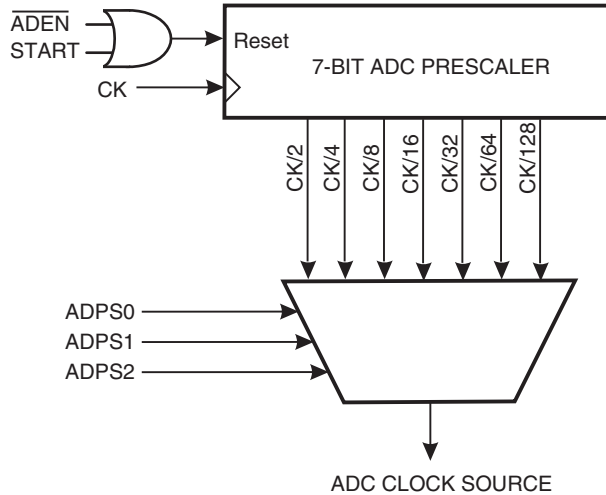 ADEN
START
Reset
7-BIT ADC PRESCALER
CK
CK/2
CK/4
CK/8
CK/16
CK/32
CK/64
CK/128
ADPS0
ADPS1
ADPS2
ADC CLOCK SOURCE